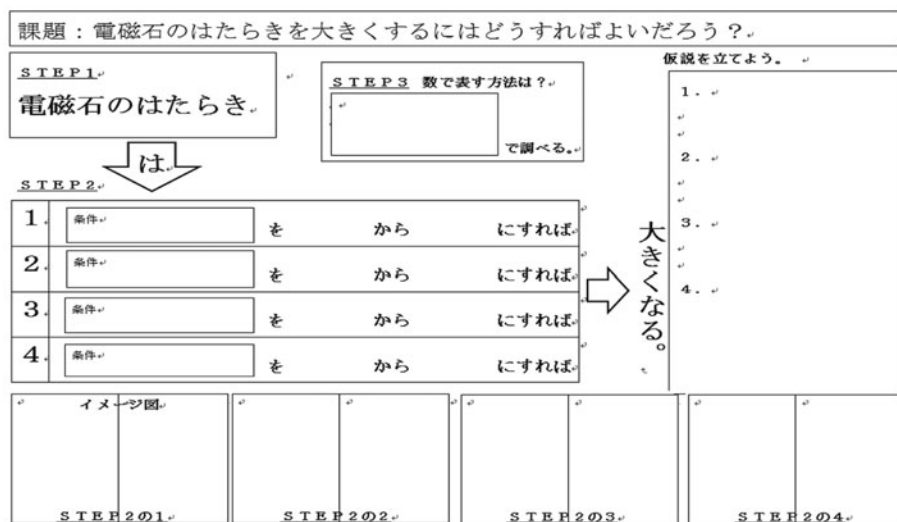 課題：電磁石のはたらきを大きくするにはどうすればよいだろう？
STEP1
電磁石のはたらき
は
STEP3 数で表す方法は？
で調べる。
仮説を立てよう。
1．
2．
3．
4．
STEP2
1． 条件 を から にすれば
2． 条件 を から にすれば
3． 条件 を から にすれば
4． 条件 を から にすれば
大きくなる。
イメージ図
STEP2の1
STEP2の2
STEP2の3
STEP2の4